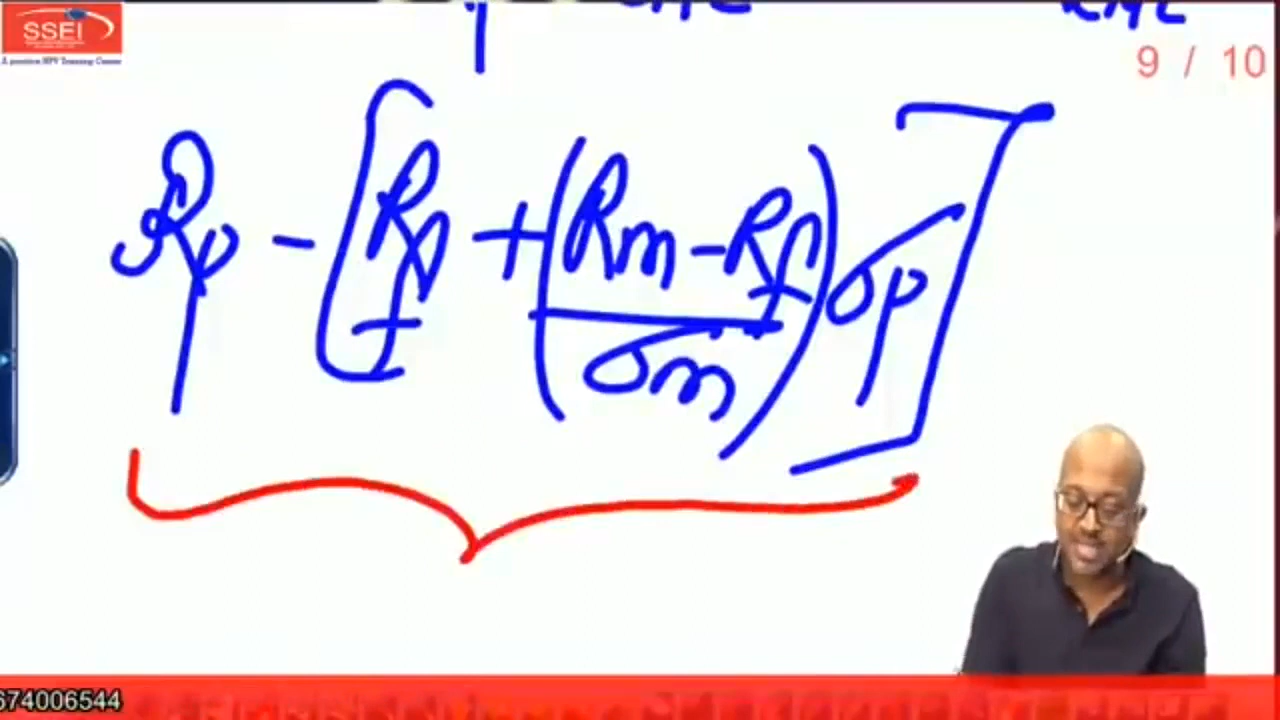 SSEI
9 / 10
Rp - [Rf + (Rm - Rf / σm) σp]
674006544